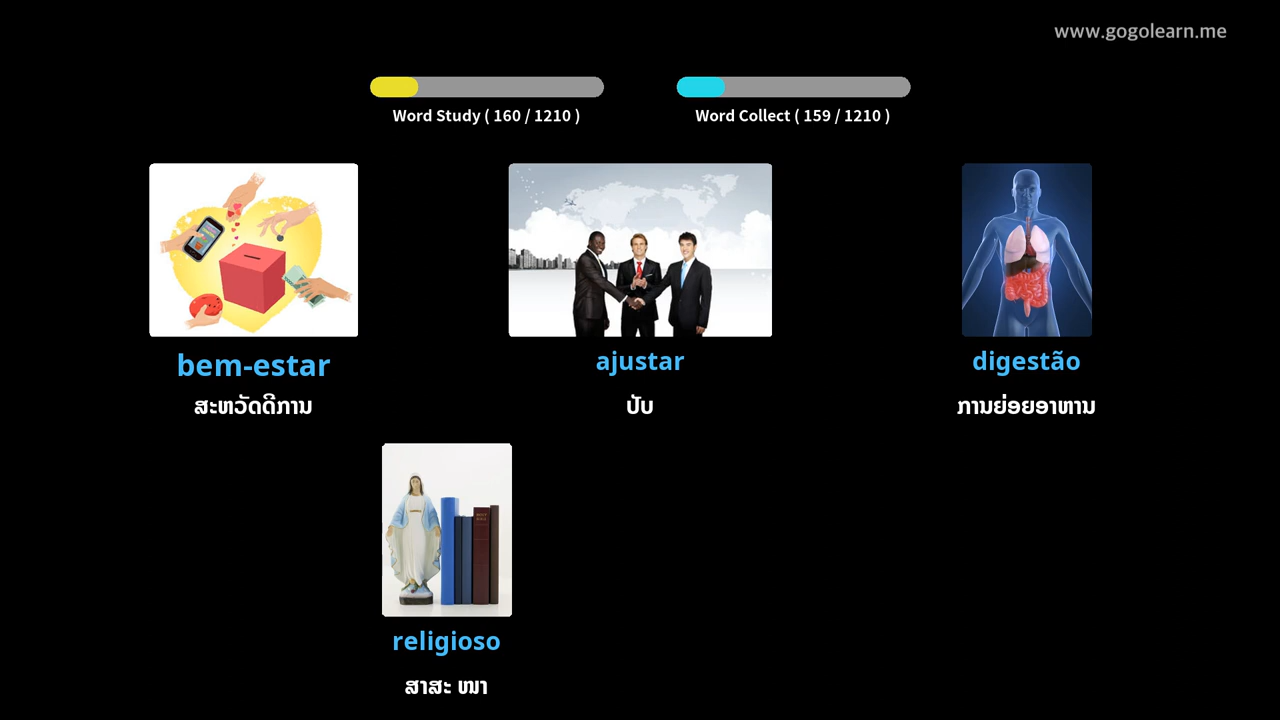 www.gogolearn.me
Word Study ( 160 / 1210 )
Word Collect ( 159 / 1210 )
bem-estar
ajustar
digestão
ສະຫວັດດີການ
ປັບ
ການຍ່ອຍອາຫານ
HOLY BIBLE
religioso
ສາສະ ໜາ